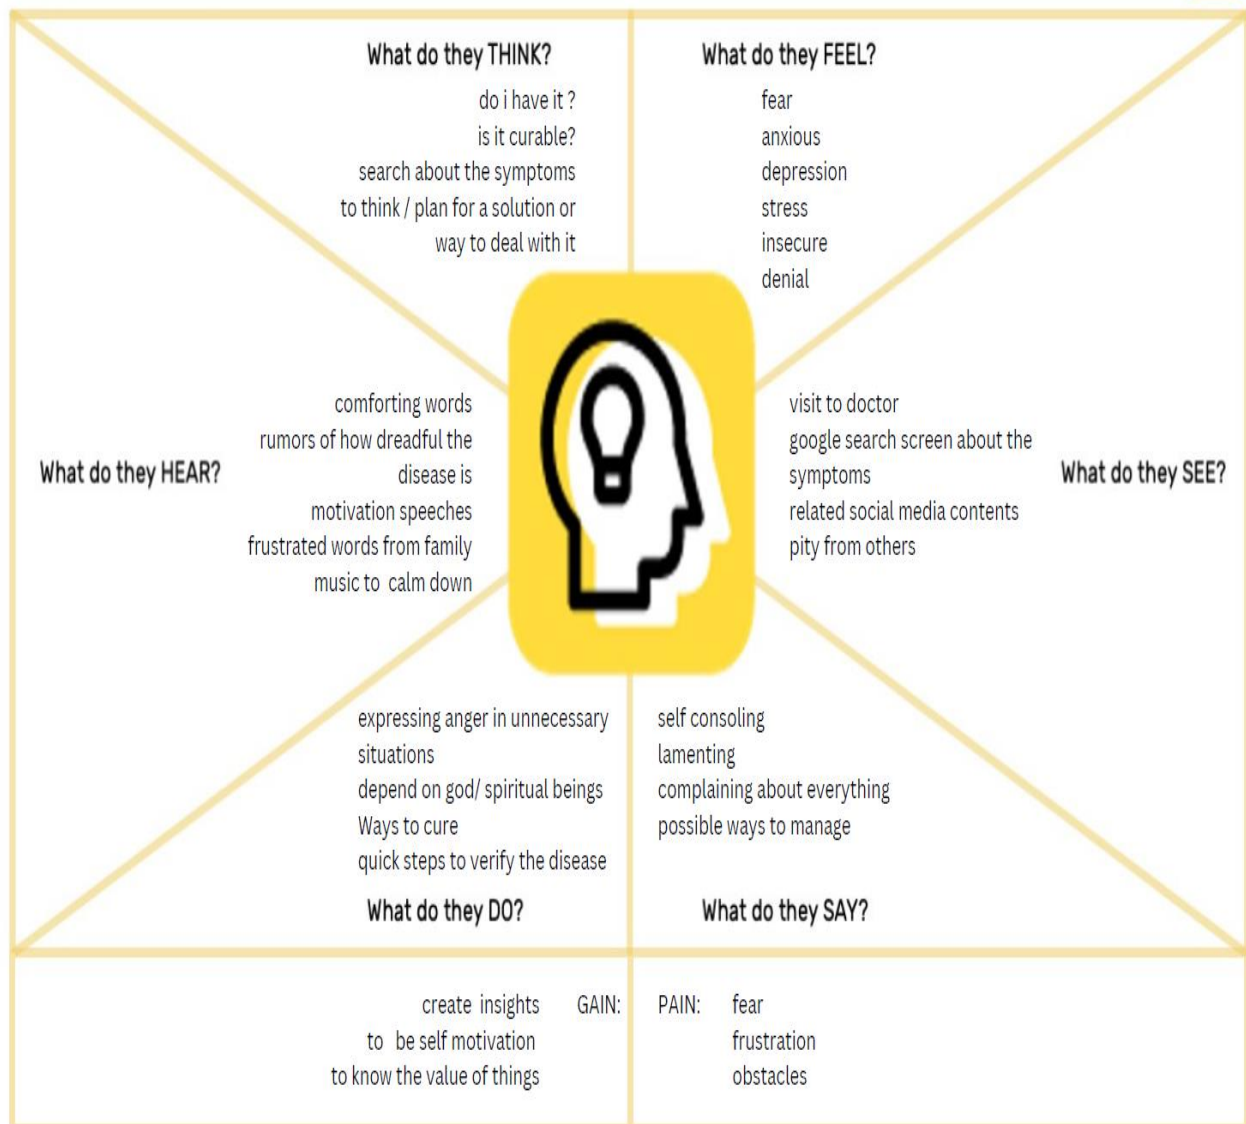 What do they THINK?
do i have it ?
is it curable?
search about the symptoms
to think / plan for a solution or
way to deal with it
What do they FEEL?
fear
anxious
depression
stress
insecure
denial
What do they HEAR?
comforting words
rumors of how dreadful the
disease is
motivation speeches
frustrated words from family
music to calm down
visit to doctor
google search screen about the
symptoms
related social media contents
pity from others
What do they SEE?
expressing anger in unnecessary
situations
depend on god/ spiritual beings
Ways to cure
quick steps to verify the disease
What do they DO?
self consoling
lamenting
complaining about everything
possible ways to manage
What do they SAY?
create insights GAIN:
to be self motivation
to know the value of things
PAIN: fear
frustration
obstacles